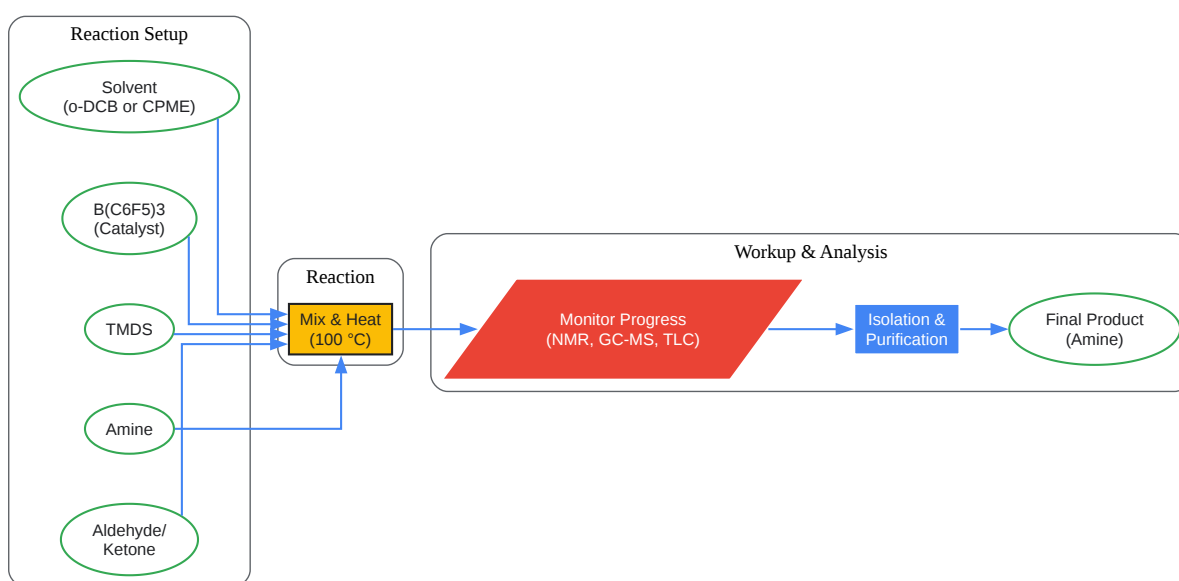 Reaction Setup
Solvent
(o-DCB or CPME)
B(C6F5)3
(Catalyst)
TMDS
Amine
Aldehyde/
Ketone
Reaction
Mix & Heat
(100 °C)
Workup & Analysis
Monitor Progress
(NMR, GC-MS, TLC)
Isolation &
Purification
Final Product
(Amine)